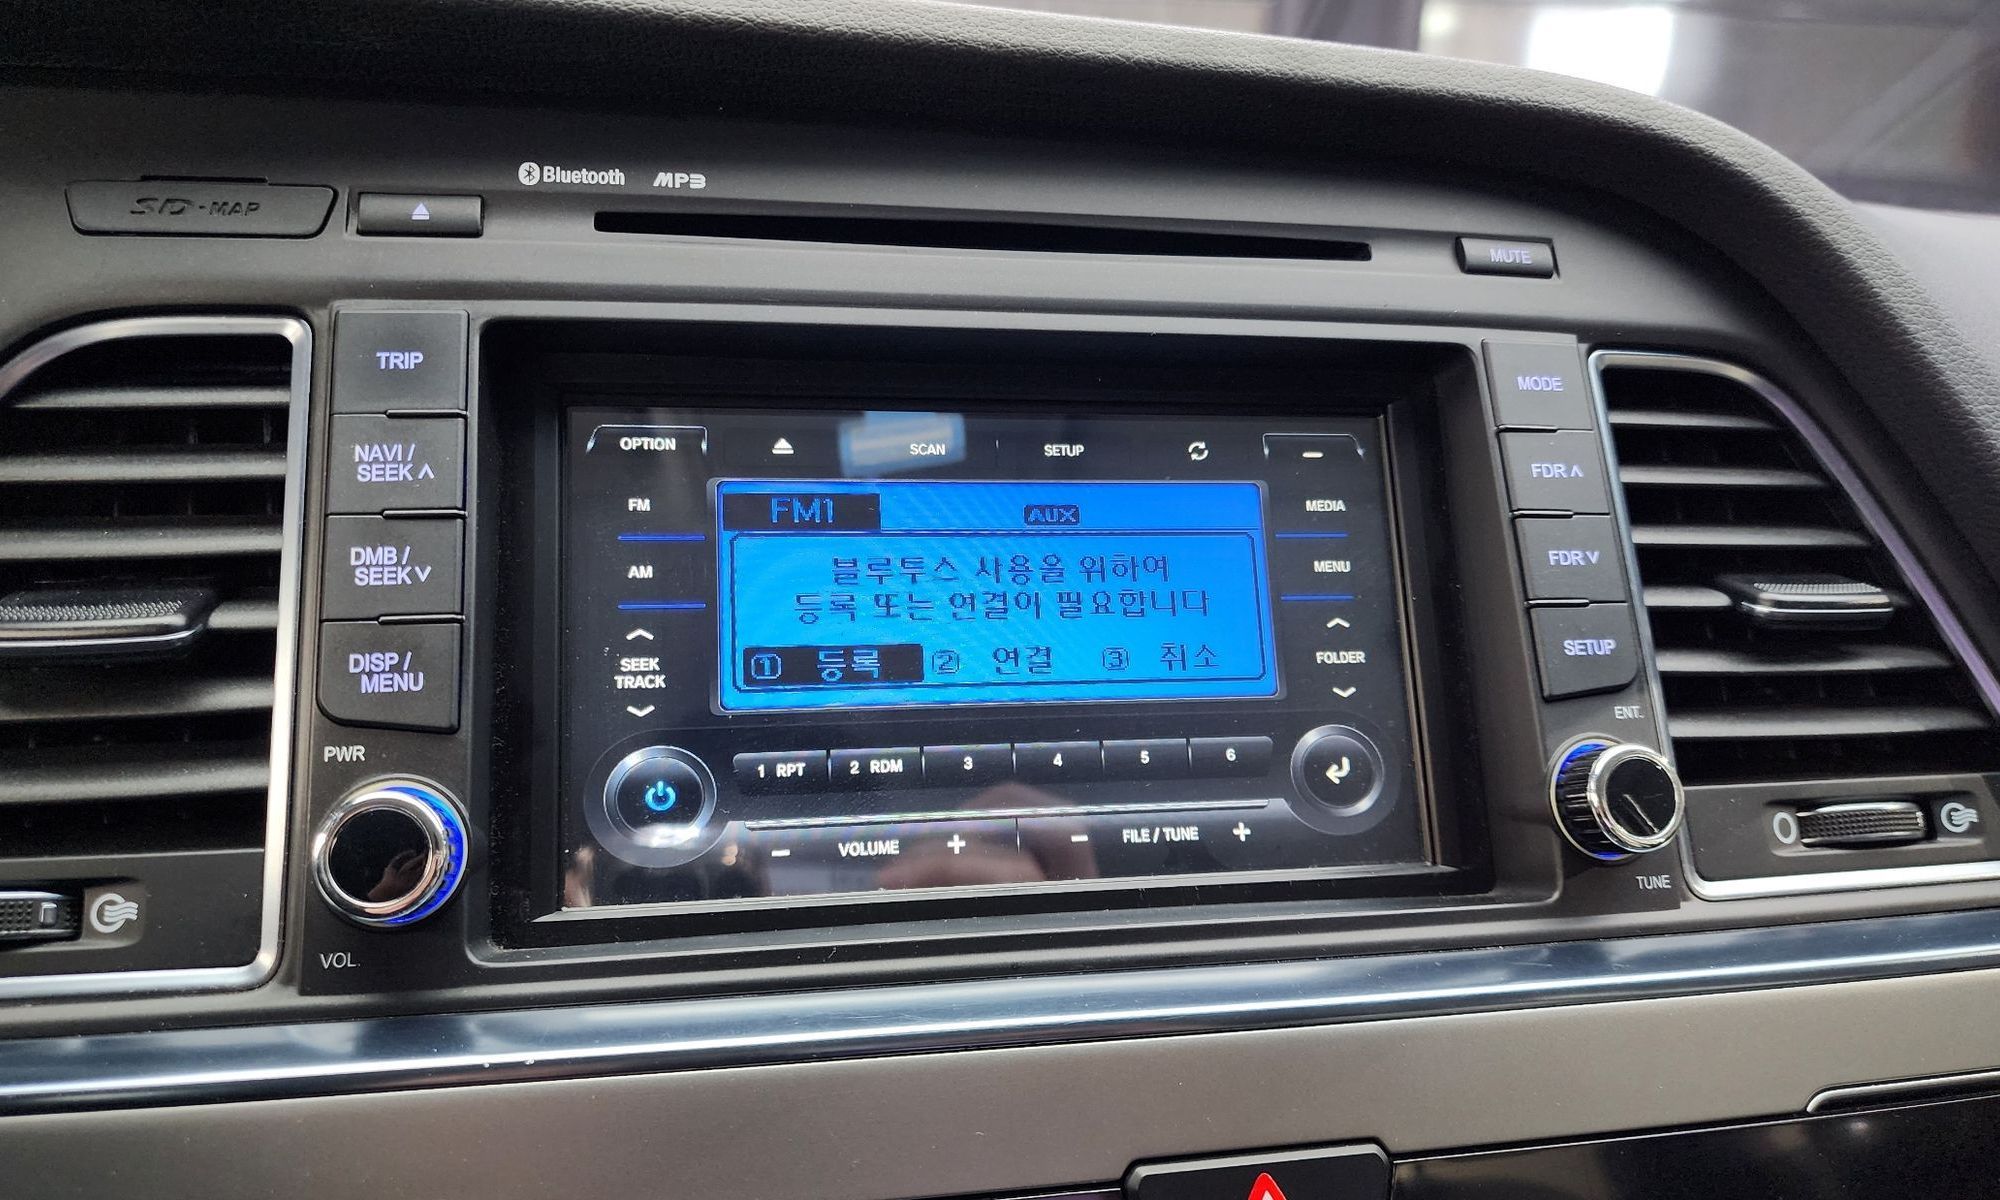 Bluetooth MP3
SD-MAP
MUTE
TRIP
NAVI /
SEEK ∧
DMB /
SEEK ∨
DISP /
MENU
PWR
VOL.
OPTION
SCAN
SETUP
FM
AM
SEEK
TRACK
FM1
AUX
블루투스 사용을 위하여
등록 또는 연결이 필요합니다
① 등록 ② 연결 ③ 취소
MEDIA
MENU
FOLDER
1 RPT 2 RDM 3 4 5 6
− VOLUME + − FILE / TUNE +
MODE
FDR ∧
FDR ∨
SETUP
ENT.
TUNE